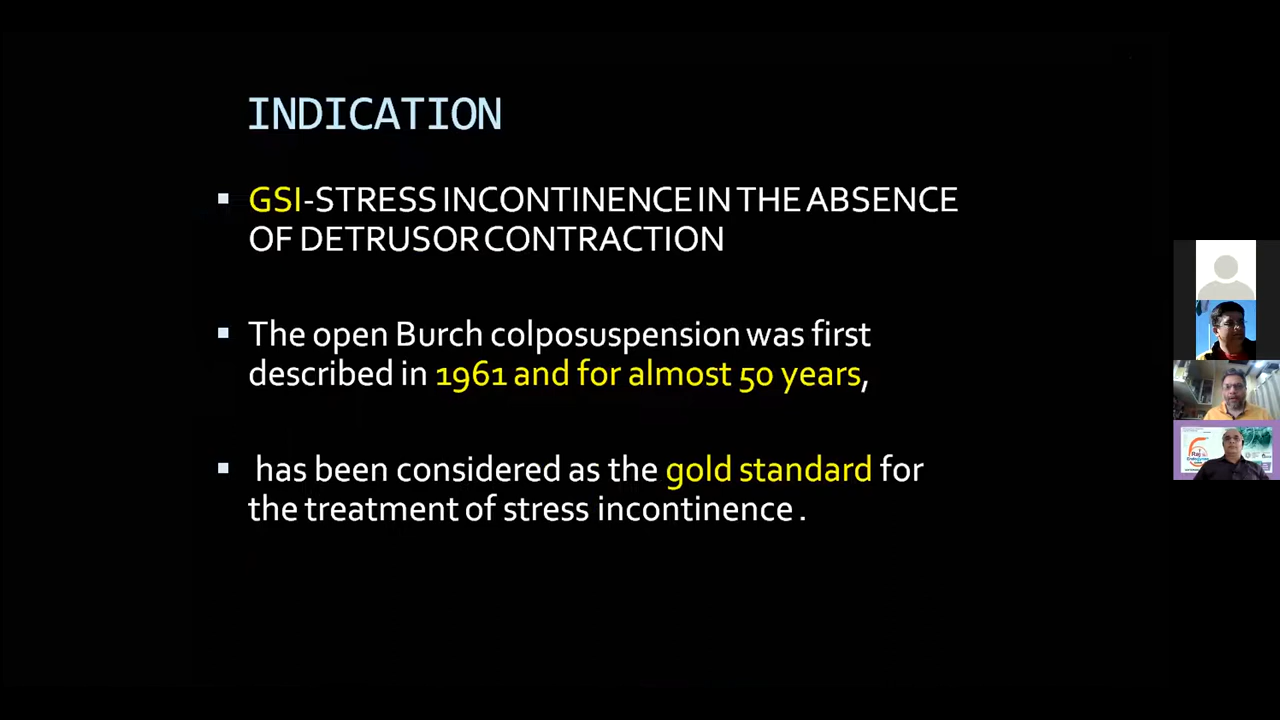 INDICATION
GSI-STRESS INCONTINENCE IN THE ABSENCE
OF DETRUSOR CONTRACTION
The open Burch colposuspension was first
described in 1961 and for almost 50 years,
has been considered as the gold standard for
the treatment of stress incontinence .